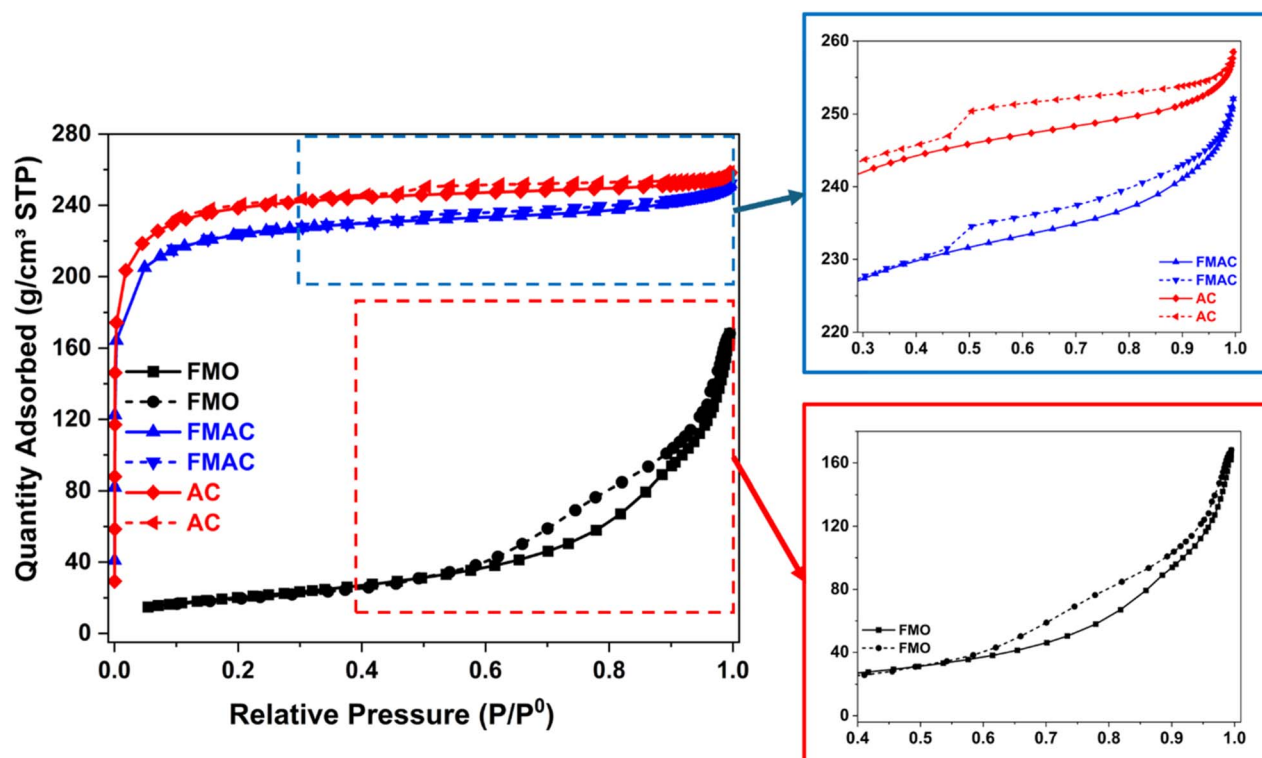 Quantity Adsorbed (g/cm³ STP)
280
240
200
160
120
80
40
0
FMO
FMO
FMAC
FMAC
AC
AC
0.0 0.2 0.4 0.6 0.8 1.0
Relative Pressure (P/P⁰)
260
250
240
230
220
FMAC
FMAC
AC
AC
0.3 0.4 0.5 0.6 0.7 0.8 0.9 1.0
160
120
80
40
0
FMO
FMO
0.4 0.5 0.6 0.7 0.8 0.9 1.0